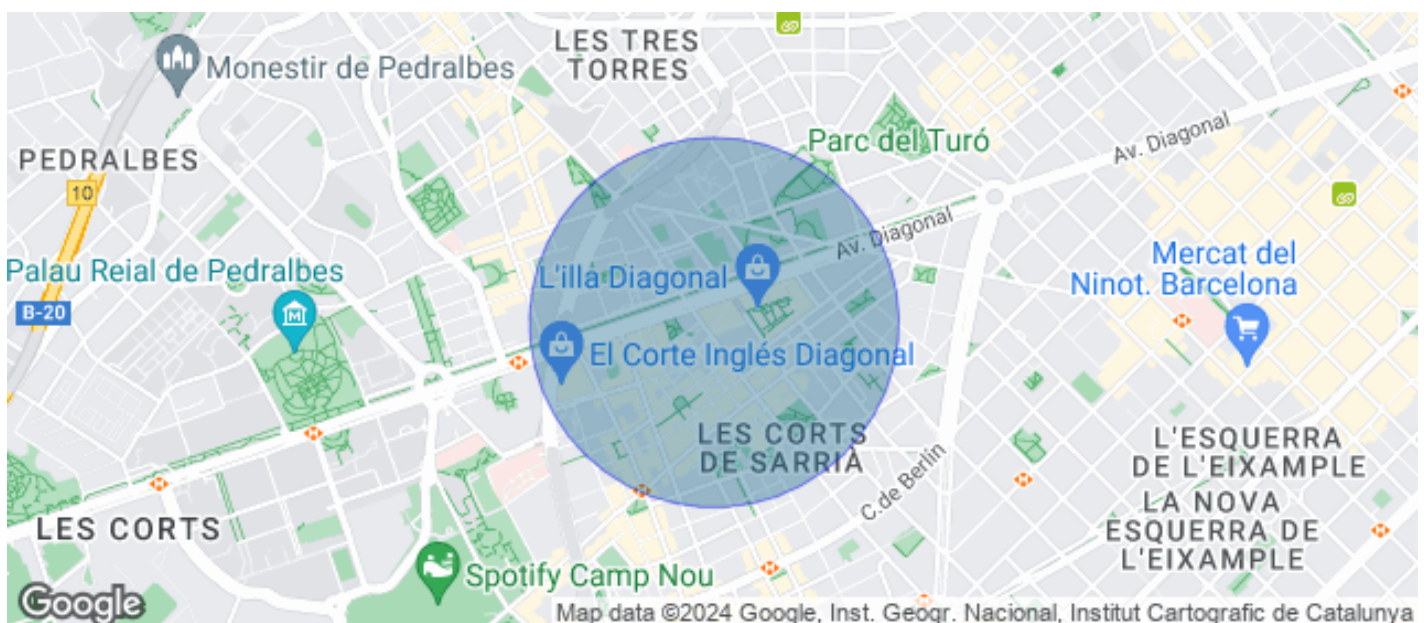 LES TRES
TORRES
Monestir de Pedralbes
Parc del Turó
Av. Diagonal
PEDRALBES
10
Av. Diagonal
Palau Reial de Pedralbes
L'illa Diagonal
Mercat del
Ninot. Barcelona
B-20
El Corte Inglés Diagonal
LES CORTS
DE SARRIÀ
L'ESQUERRA
DE L'EIXAMPLE
C. de Berlín
LA NOVA
ESQUERRA DE
L'EIXAMPLE
LES CORTS
Spotify Camp Nou
Google
Map data ©2024 Google, Inst. Geogr. Nacional, Institut Cartografic de Catalunya